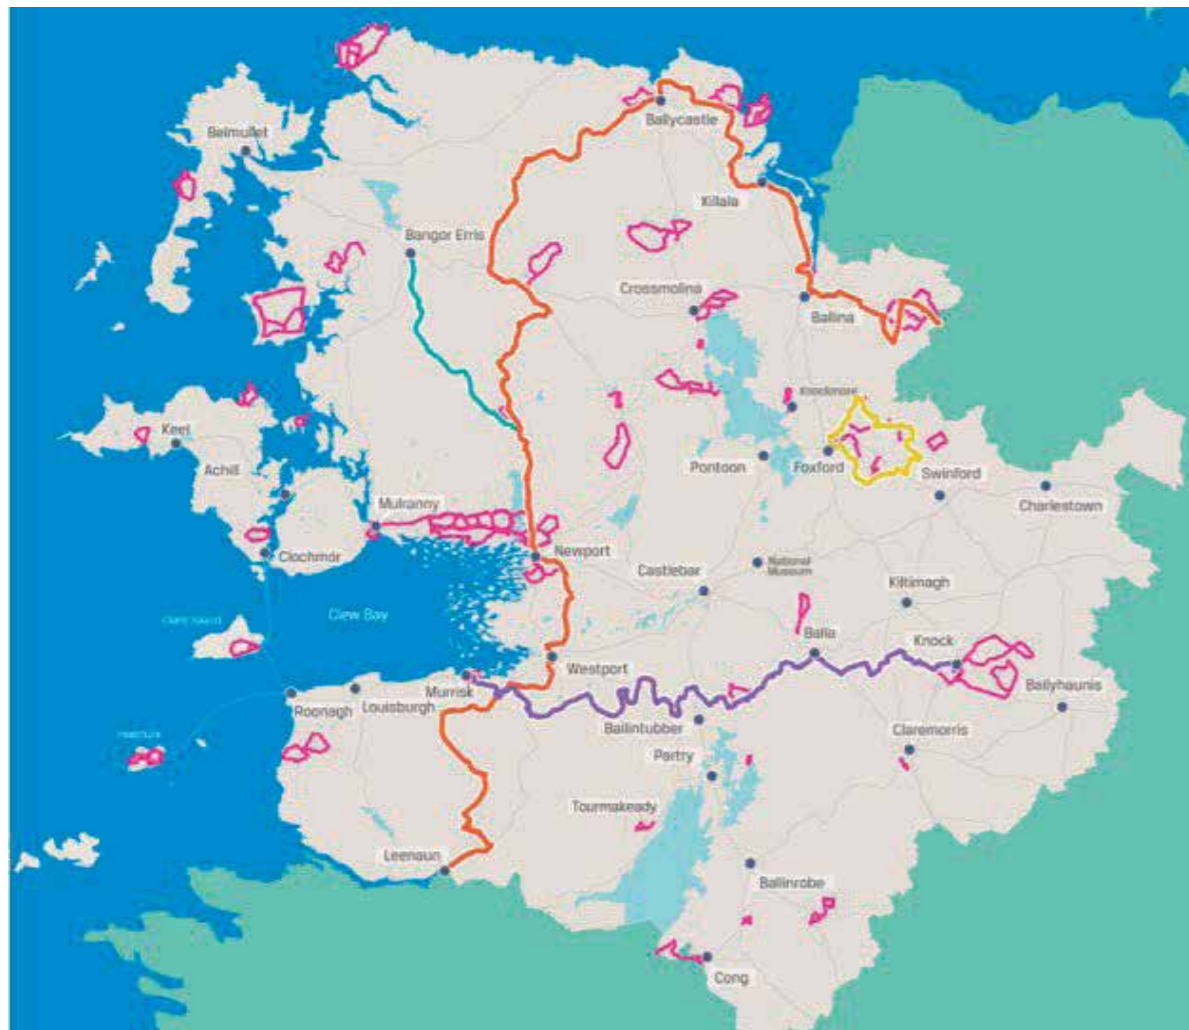 Ballycastle
Belmullet
Killala
Bangor Erris
Crossmolina
Ballina
Knockmore
Keel
Achill
Pontoon
Foxford
Swinford
Charlestown
Mulranny
Clochmór
Newport
National
Museum
Castlebar
Kiltimagh
Clare Island
Clew Bay
Balla
Knock
Westport
Murrisk
Ballyhaunis
Roonagh
Louisburgh
Ballintubber
Claremorris
Partry
Tourmakeady
Leenaun
Ballinrobe
Cong